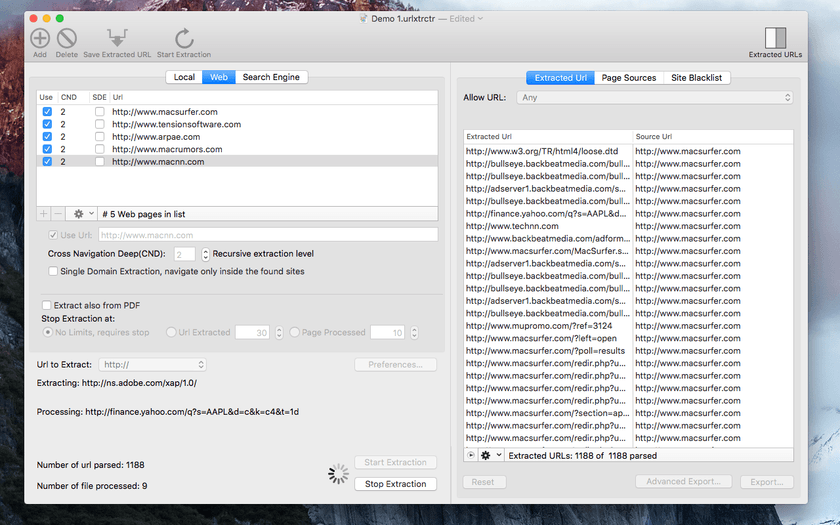 Demo 1.urlxtrctr — Edited
Add Delete Save Extracted URL Start Extraction Extracted URLs
Local Web Search Engine
Use CND SDE Url
2 http://www.macsurfer.com
2 http://www.tensionsoftware.com
2 http://www.arpae.com
2 http://www.macrumors.com
2 http://www.macnn.com
# 5 Web pages in list
Use Url: http://www.macnn.com
Cross Navigation Deep(CND): 2 Recursive extraction level
Single Domain Extraction, navigate only inside the found sites
Extract also from PDF
Stop Extraction at:
No Limits, requires stop Url Extracted 30 Page Processed 10
Url to Extract: http:// Preferences...
Extracting: http://ns.adobe.com/xap/1.0/
Processing: http://finance.yahoo.com/q?s=AAPL&d=c&k=c4&t=1d
Number of url parsed: 1188 Start Extraction
Number of file processed: 9 Stop Extraction
Extracted Url Page Sources Site Blacklist
Allow URL: Any
Extracted Url Source Url
http://www.w3.org/TR/html4/loose.dtd http://www.macsurfer.com
http://bullseye.backbeatmedia.com/bull... http://www.macsurfer.com
http://bullseye.backbeatmedia.com/bull... http://www.macsurfer.com
http://adserver1.backbeatmedia.com/s... http://www.macsurfer.com
http://bullseye.backbeatmedia.com/bull... http://www.macsurfer.com
http://finance.yahoo.com/q?s=AAPL&d... http://www.macsurfer.com
http://www.technn.com http://www.macsurfer.com
http://www.backbeatmedia.com/adform... http://www.macsurfer.com
http://www.macsurfer.com/MacSurfer.s... http://www.macsurfer.com
http://adserver1.backbeatmedia.com/s... http://www.macsurfer.com
http://bullseye.backbeatmedia.com/bull... http://www.macsurfer.com
http://bullseye.backbeatmedia.com/bull... http://www.macsurfer.com
http://adserver1.backbeatmedia.com/s... http://www.macsurfer.com
http://bullseye.backbeatmedia.com/bull... http://www.macsurfer.com
http://www.mupromo.com/?ref=3124 http://www.macsurfer.com
http://www.macsurfer.com/?left=open http://www.macsurfer.com
http://www.macsurfer.com/?poll=results http://www.macsurfer.com
http://www.macsurfer.com/redir.php?u... http://www.macsurfer.com
http://www.macsurfer.com/redir.php?u... http://www.macsurfer.com
http://www.macsurfer.com/redir.php?u... http://www.macsurfer.com
http://www.macsurfer.com/redir.php?u... http://www.macsurfer.com
http://www.macsurfer.com/?section=ap... http://www.macsurfer.com
http://www.macsurfer.com/redir.php?u... http://www.macsurfer.com
http://www.macsurfer.com/redir.php?u... http://www.macsurfer.com
Extracted URLs: 1188 of 1188 parsed
Reset Advanced Export... Export...